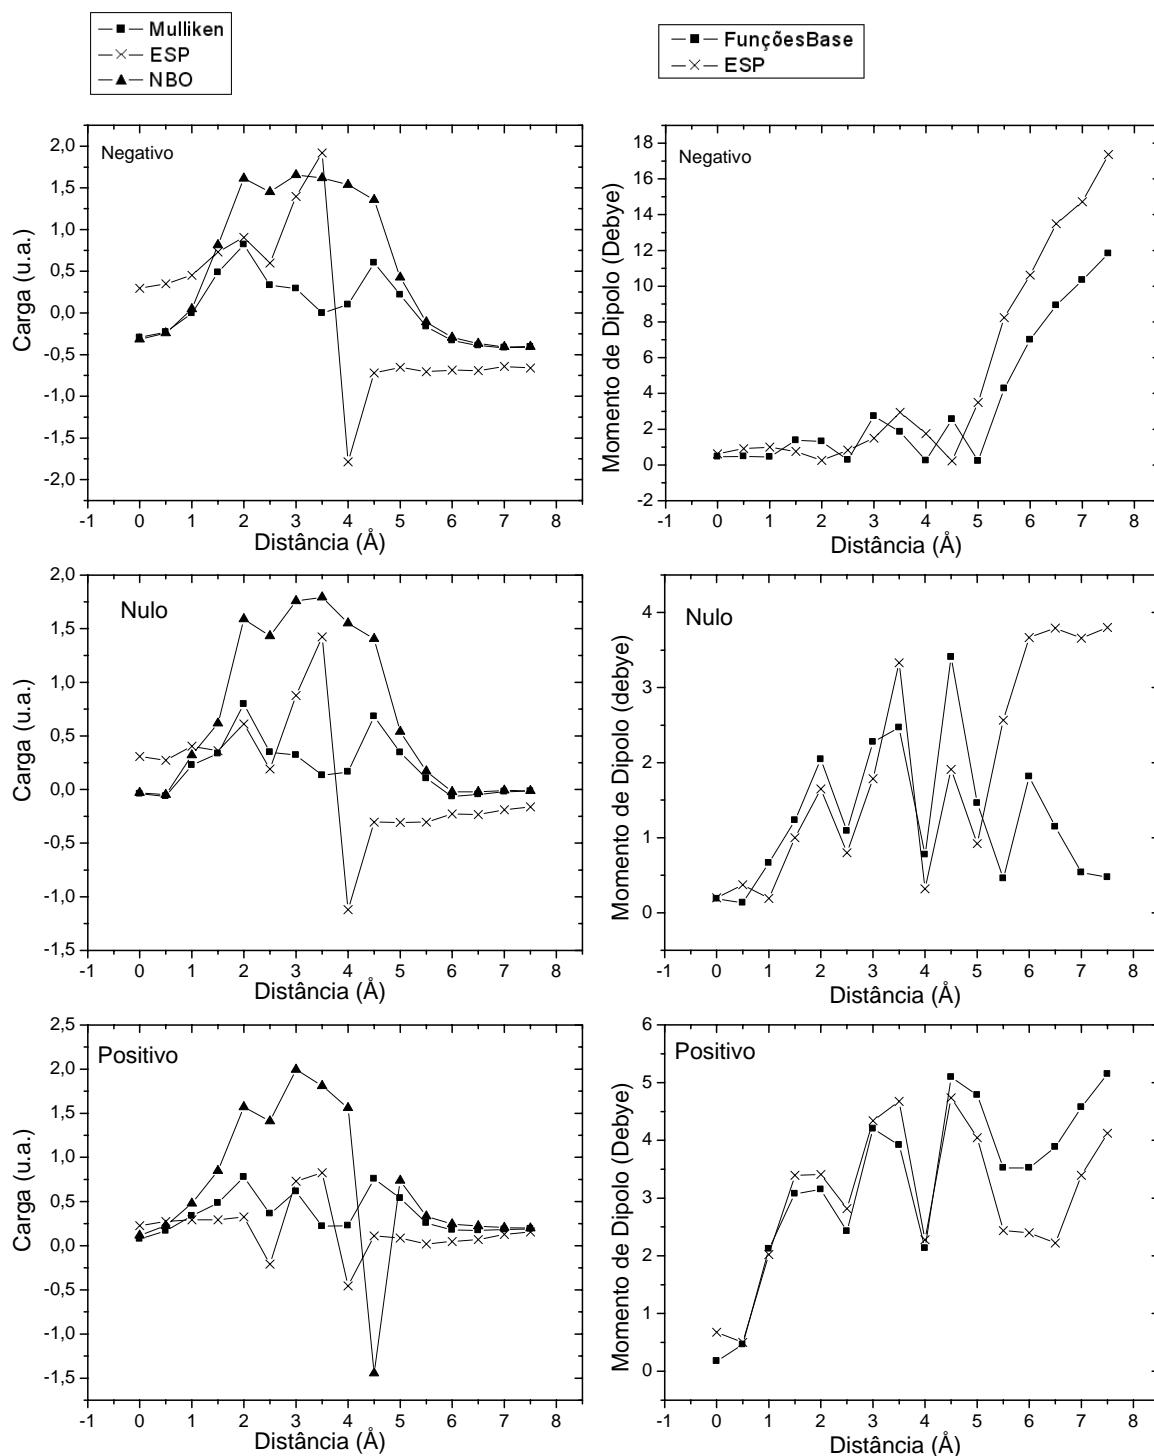 Mulliken
ESP
NBO
FunçõesBase
ESP
Negativo
Carga (u.a.)
2,0
1,5
1,0
0,5
0,0
-0,5
-1,0
-1,5
-2,0
-1 0 1 2 3 4 5 6 7 8
Distância (Å)
Negativo
Momento de Dipolo (Debye)
18
16
14
12
10
8
6
4
2
0
-2
-1 0 1 2 3 4 5 6 7 8
Distância (Å)
Nulo
Carga (u.a.)
2,0
1,5
1,0
0,5
0,0
-0,5
-1,0
-1,5
-1 0 1 2 3 4 5 6 7 8
Distância (Å)
Nulo
Momento de Dipolo (debye)
4
3
2
1
0
-1 0 1 2 3 4 5 6 7 8
Distância (Å)
Positivo
Carga (u.a.)
2,5
2,0
1,5
1,0
0,5
0,0
-0,5
-1,0
-1,5
-1 0 1 2 3 4 5 6 7 8
Distância (Å)
Positivo
Momento de Dipolo (Debye)
6
5
4
3
2
1
0
-1 0 1 2 3 4 5 6 7 8
Distância (Å)